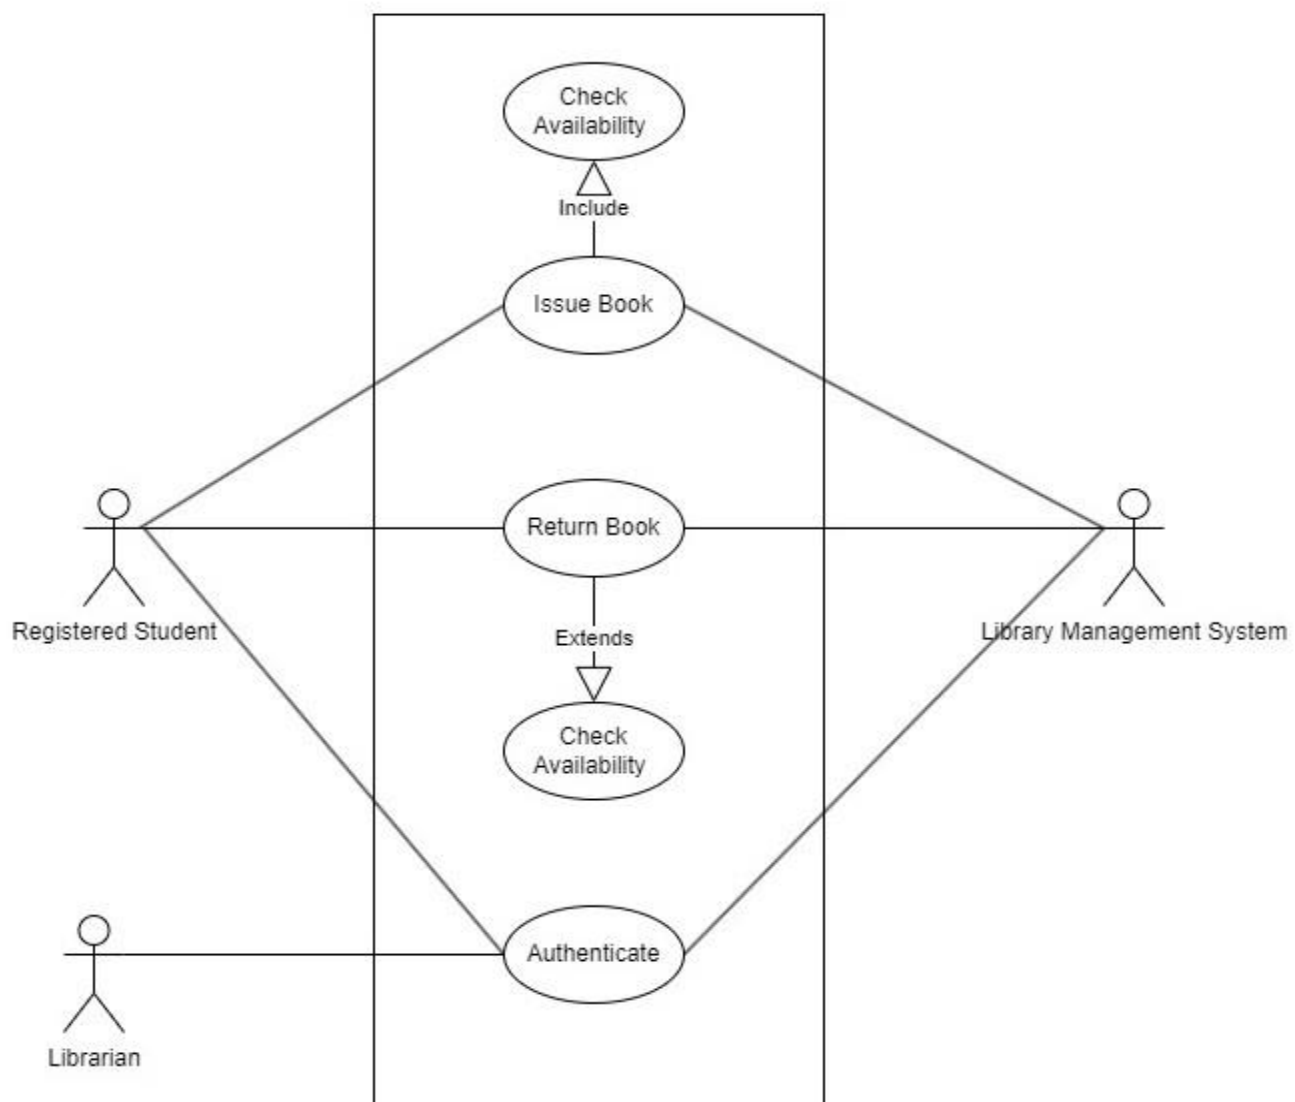 Check
Availability
Include
Issue Book
Return Book
Registered Student
Library Management System
Extends
Check
Availability
Authenticate
Librarian